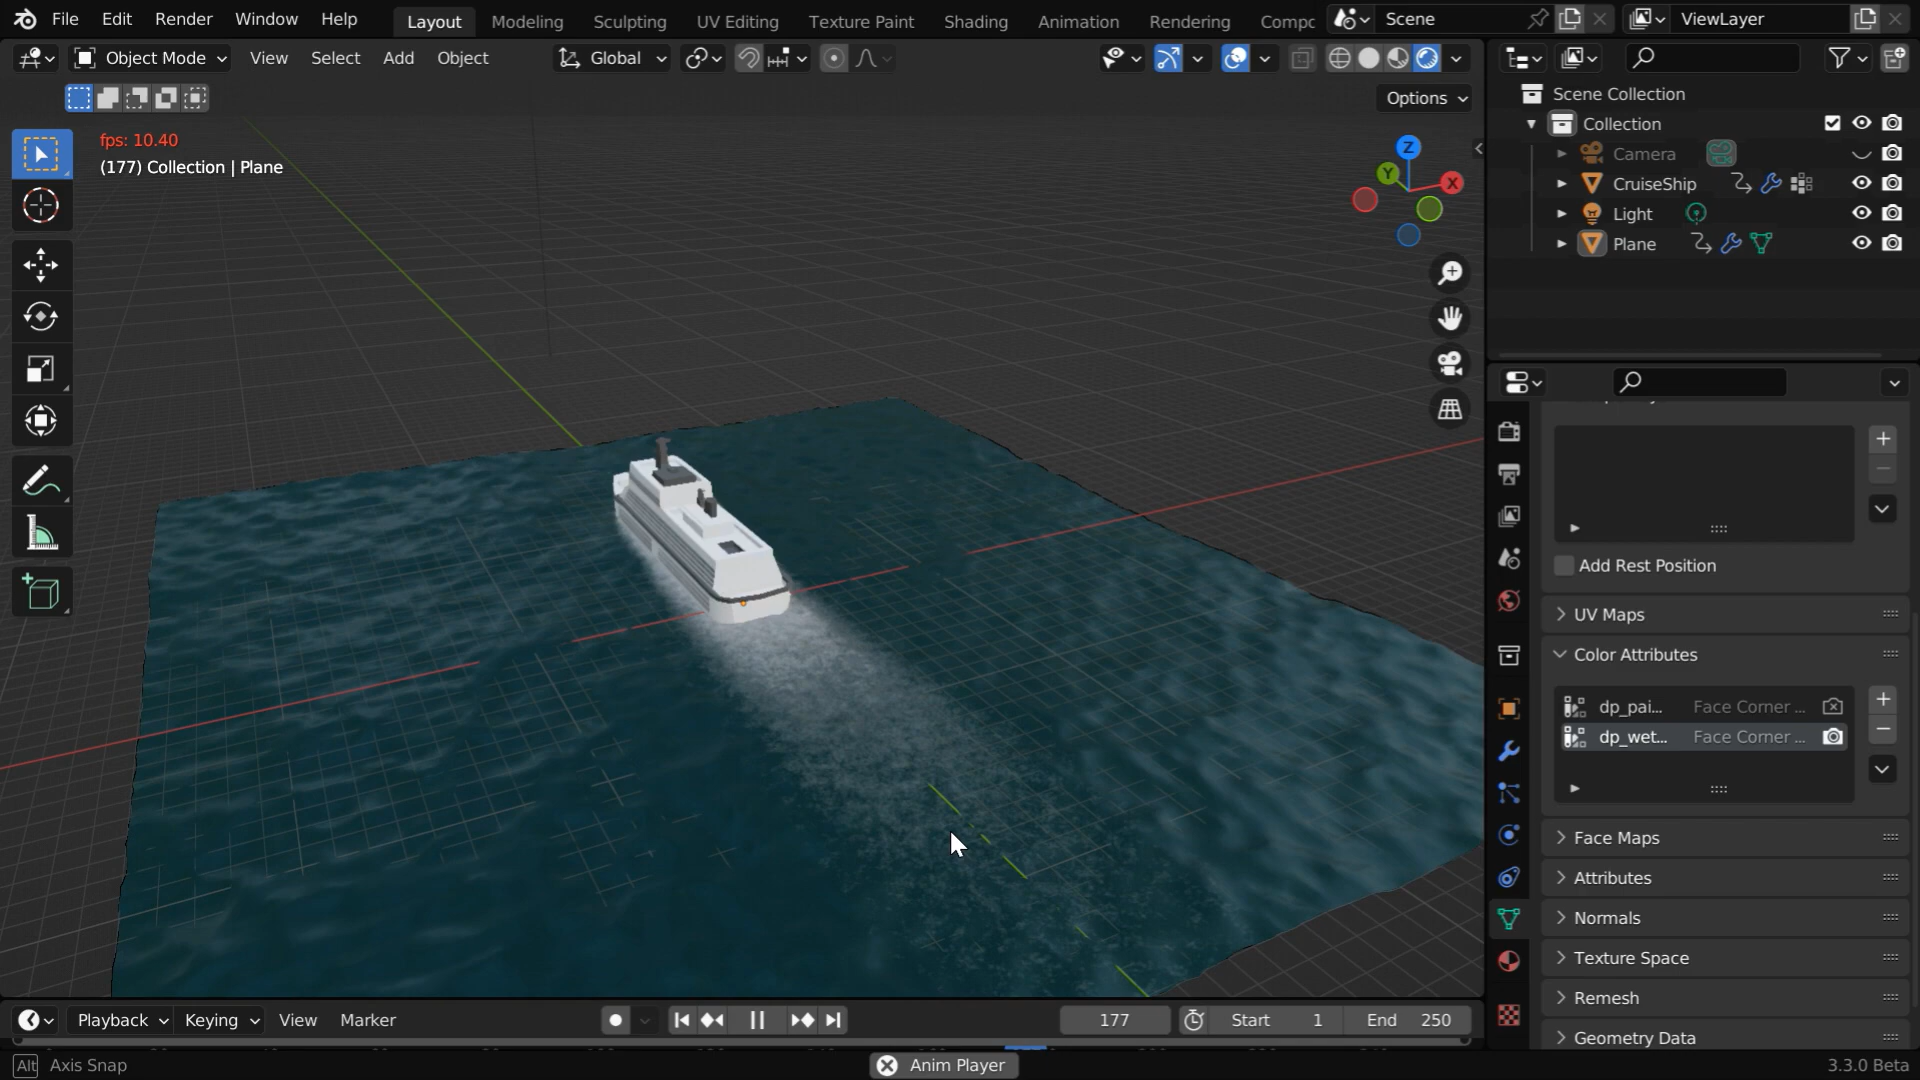 File Edit Render Window Help Layout Modeling Sculpting UV Editing Texture Paint Shading Animation Rendering Compc Scene ViewLayer
Object Mode View Select Add Object Global
Options
fps: 10.40
(177) Collection | Plane
Z
Y
X
Scene Collection
Collection
Camera
CruiseShip
Light
Plane
Add Rest Position
UV Maps
Color Attributes
dp_pai... Face Corner ...
dp_wet... Face Corner ...
Face Maps
Attributes
Normals
Texture Space
Remesh
Geometry Data
Playback Keying View Marker 177 Start 1 End 250
Alt Axis Snap Anim Player 3.3.0 Beta